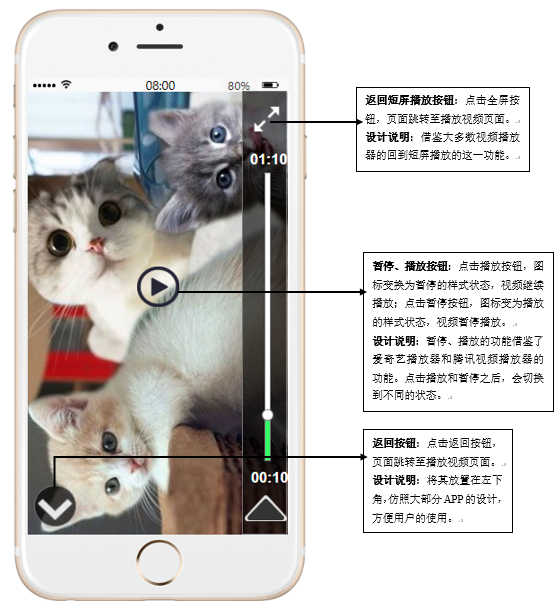 08:00
80%
01:10
00:10
返回短屏播放按钮：点击全屏按
钮，页面跳转至播放视频页面。
设计说明：借鉴大多数视频播放
器的回到短屏播放的这一功能。
暂停、播放按钮：点击播放按钮，图
标变换为暂停的样式状态，视频继续
播放；点击暂停按钮，图标变为播放
的样式状态，视频暂停播放。
设计说明：暂停、播放的功能借鉴了
爱奇艺播放器和腾讯视频播放器的
功能。点击播放和暂停之后，会切换
到不同的状态。
返回按钮：点击返回按钮，
页面跳转至播放视频页面。
设计说明：将其放置在左下
角，仿照大部分 APP 的设计，
方便用户的使用。